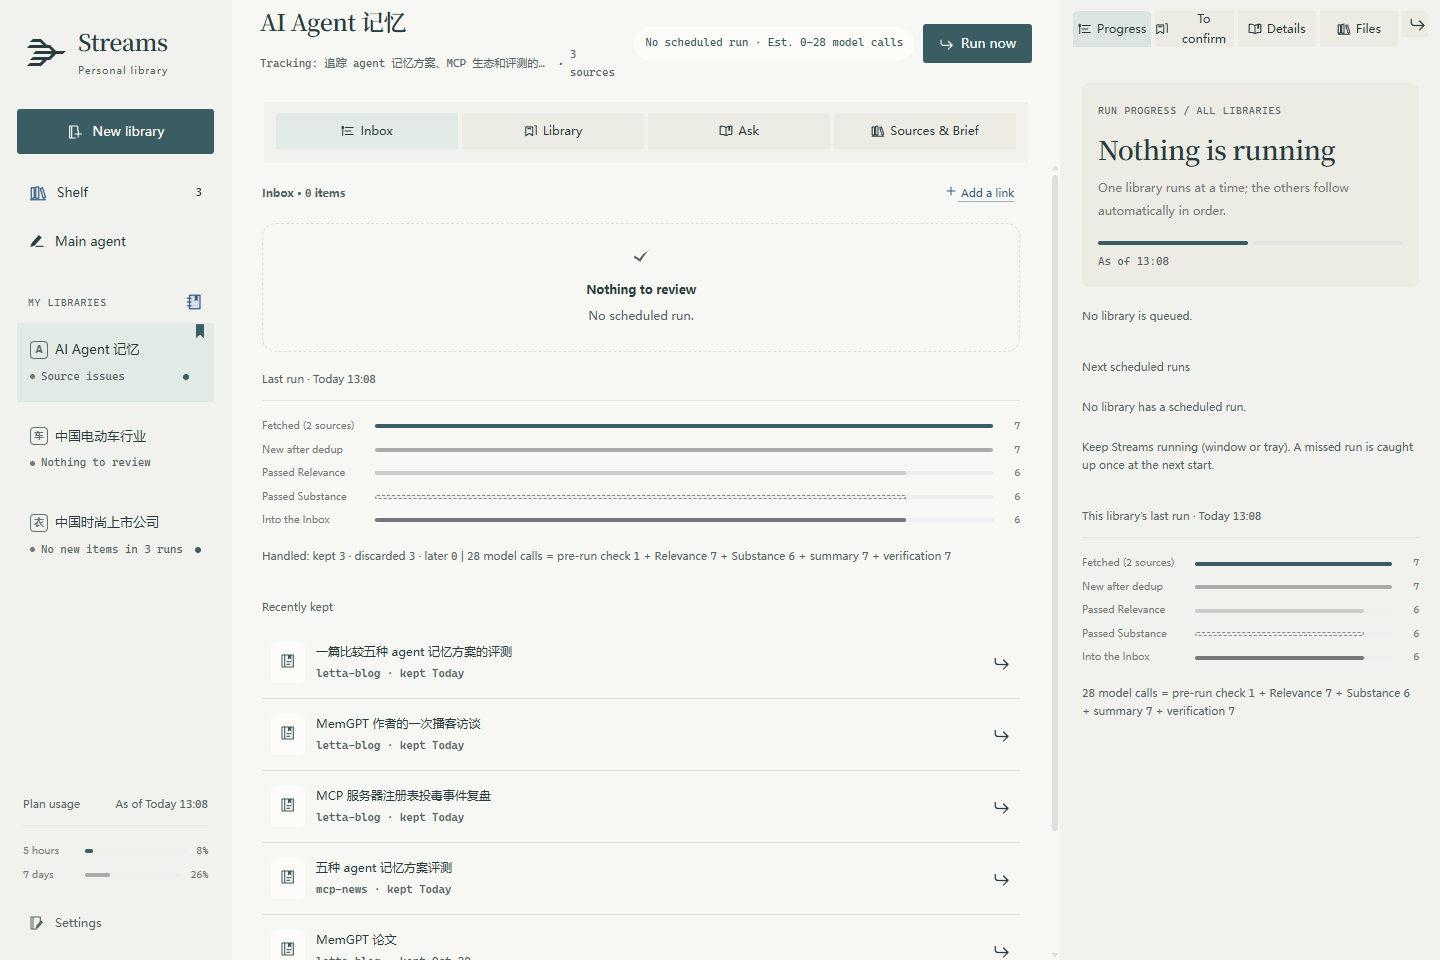 Streams
Personal library
New library
Shelf 3
Main agent
MY LIBRARIES
A AI Agent 记忆
Source issues
车 中国电动车行业
Nothing to review
衣 中国时尚上市公司
No new items in 3 runs
Plan usage As of Today 13:08
5 hours 8%
7 days 26%
Settings
AI Agent 记忆
Tracking: 追踪 agent 记忆方案、MCP 生态和评测的… · 3 sources
No scheduled run · Est. 0–28 model calls
Run now
Inbox
Library
Ask
Sources & Brief
Inbox • 0 items
+ Add a link
Nothing to review
No scheduled run.
Last run · Today 13:08
Fetched (2 sources) 7
New after dedup 7
Passed Relevance 6
Passed Substance 6
Into the Inbox 6
Handled: kept 3 · discarded 3 · later 0 | 28 model calls = pre-run check 1 + Relevance 7 + Substance 6 + summary 7 + verification 7
Recently kept
一篇比较五种 agent 记忆方案的评测
letta-blog · kept Today
MemGPT 作者的一次播客访谈
letta-blog · kept Today
MCP 服务器注册表投毒事件复盘
letta-blog · kept Today
五种 agent 记忆方案评测
mcp-news · kept Today
MemGPT 论文
Progress
To confirm
Details
Files
RUN PROGRESS / ALL LIBRARIES
Nothing is running
One library runs at a time; the others follow
automatically in order.
As of 13:08
No library is queued.
Next scheduled runs
No library has a scheduled run.
Keep Streams running (window or tray). A missed run is caught
up once at the next start.
This library's last run · Today 13:08
Fetched (2 sources) 7
New after dedup 7
Passed Relevance 6
Passed Substance 6
Into the Inbox 6
28 model calls = pre-run check 1 + Relevance 7 + Substance 6
+ summary 7 + verification 7